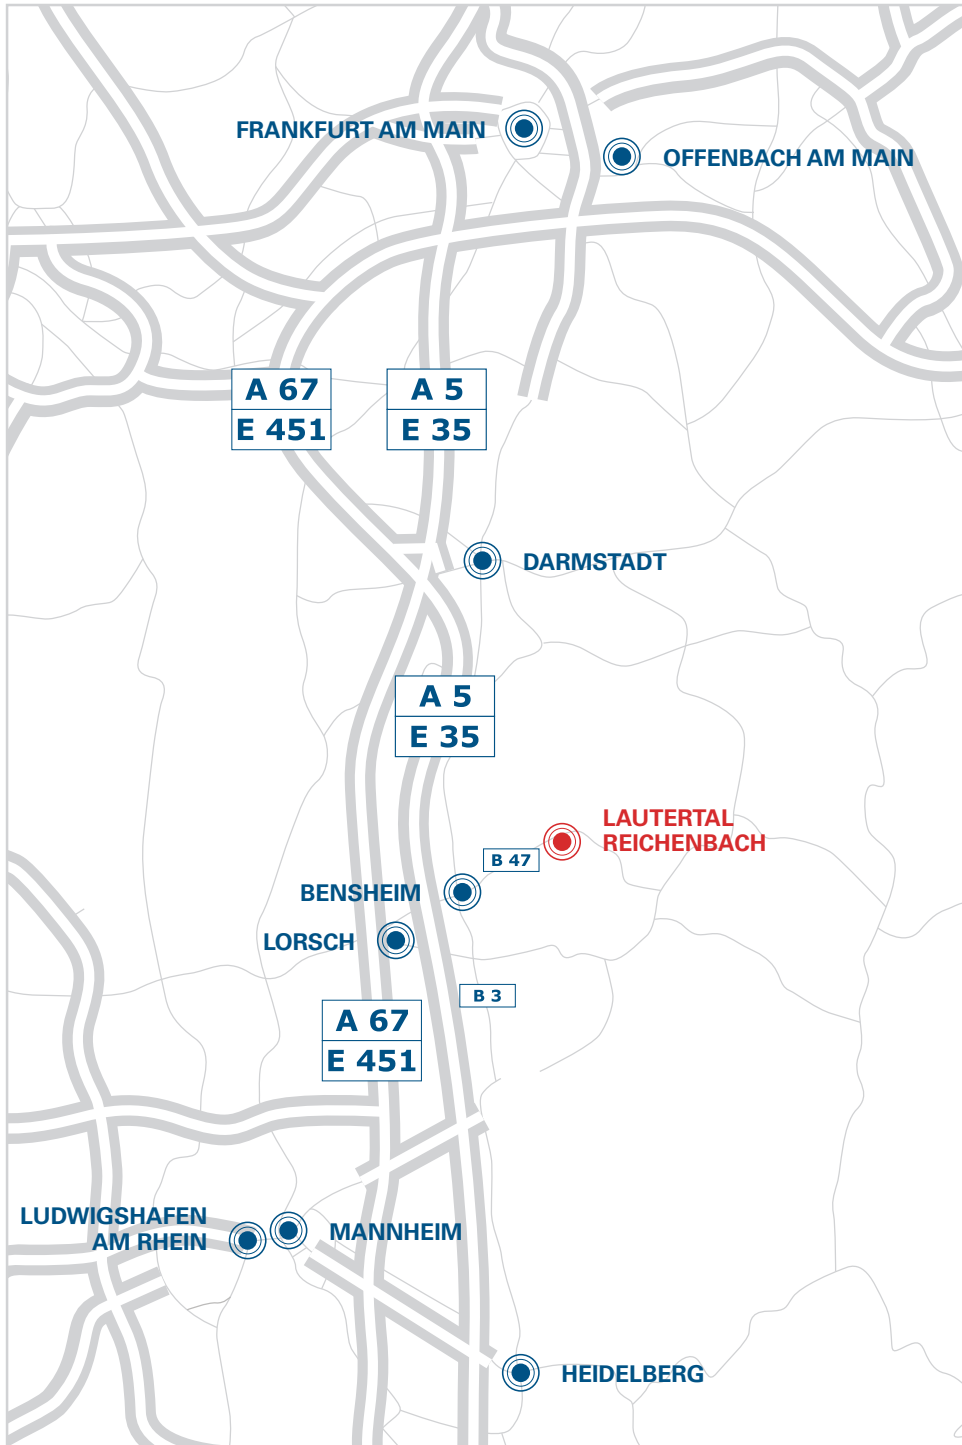 FRANKFURT AM MAIN
OFFENBACH AM MAIN
A 67
E 451
A 5
E 35
DARMSTADT
A 5
E 35
LAUTERTAL
REICHENBACH
B 47
BENSHEIM
LORSCH
B 3
A 67
E 451
LUDWIGSHAFEN
AM RHEIN
MANNHEIM
HEIDELBERG